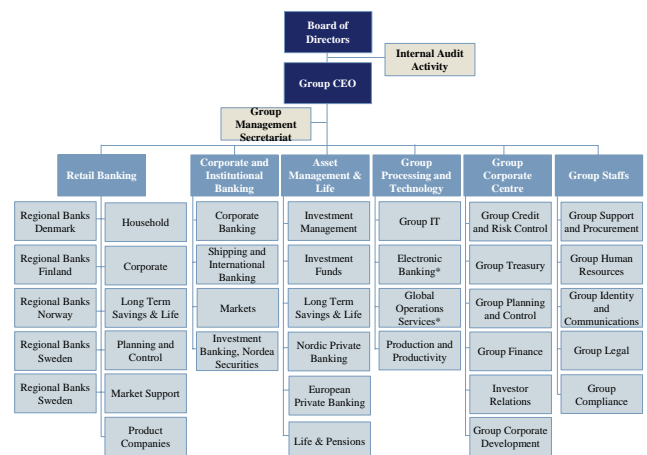 Board of
Directors
Internal Audit
Activity
Group CEO
Group
Management
Secretariat
Retail Banking
Corporate and
Institutional
Banking
Asset
Management &
Life
Group
Processing and
Technology
Group
Corporate
Centre
Group Staffs
Regional Banks
Denmark
Regional Banks
Finland
Regional Banks
Norway
Regional Banks
Sweden
Regional Banks
Sweden
Household
Corporate
Long Term
Savings & Life
Planning and
Control
Market Support
Product
Companies
Corporate
Banking
Shipping and
International
Banking
Markets
Investment
Banking, Nordea
Securities
Investment
Management
Investment
Funds
Long Term
Savings & Life
Nordic Private
Banking
European
Private Banking
Life & Pensions
Group IT
Electronic
Banking*
Global
Operations
Services*
Production and
Productivity
Group Credit
and Risk Control
Group Treasury
Group Planning
and Control
Group Finance
Investor
Relations
Group Corporate
Development
Group Support
and Procurement
Group Human
Resources
Group Identity
and
Communications
Group Legal
Group
Compliance